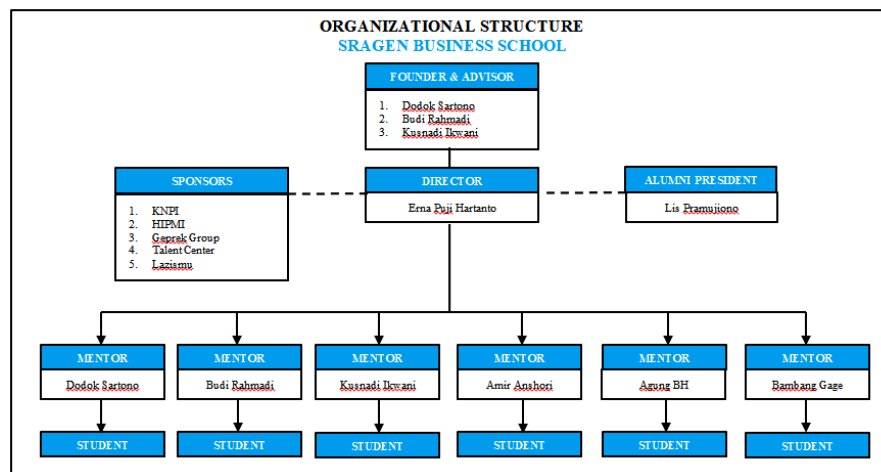 ORGANIZATIONAL STRUCTURE
SRAGEN BUSINESS SCHOOL
FOUNDER & ADVISOR
1. Dodok Sartono
2. Budi Rahmadi
3. Kusnadi Ikwani
SPONSORS
1. KNPI
2. HIPMI
3. Geprek Group
4. Talent Center
5. Lazismu
DIRECTOR
Erna Puji Hartanto
ALUMNI PRESIDENT
Lis Pramujiono
MENTOR
Dodok Sartono
STUDENT
MENTOR
Budi Rahmadi
STUDENT
MENTOR
Kusnadi Ikwani
STUDENT
MENTOR
Amir Anshori
STUDENT
MENTOR
Agung BH
STUDENT
MENTOR
Bambang Gage
STUDENT